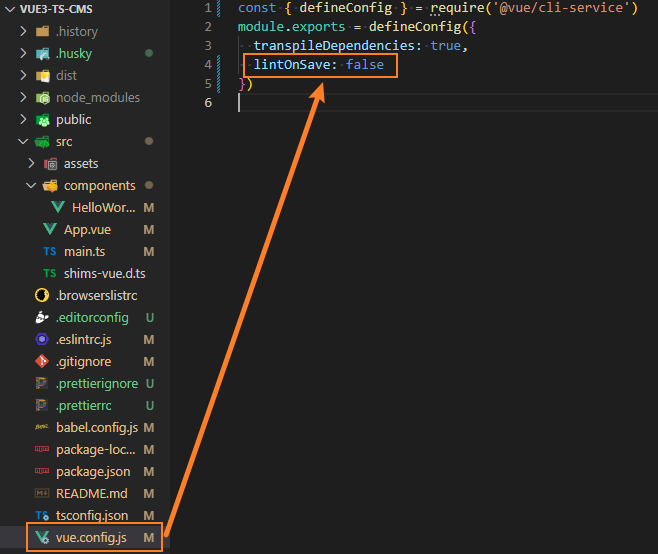 VUE3-TS-CMS
.history
.husky
dist
node_modules
public
src
assets
components
HelloWor... M
App.vue M
TS main.ts M
TS shims-vue.d.ts
.browserslistrc
.editorconfig U
.eslintrc.js M
.gitignore M
.prettierignore U
.prettierrc U
babel.config.js M
package-loc... M
package.json M
README.md M
TS tsconfig.json M
vue.config.js M
1 const { defineConfig } = require('@vue/cli-service')
2 module.exports = defineConfig({
3 transpileDependencies: true,
4 lintOnSave: false
5 })
6